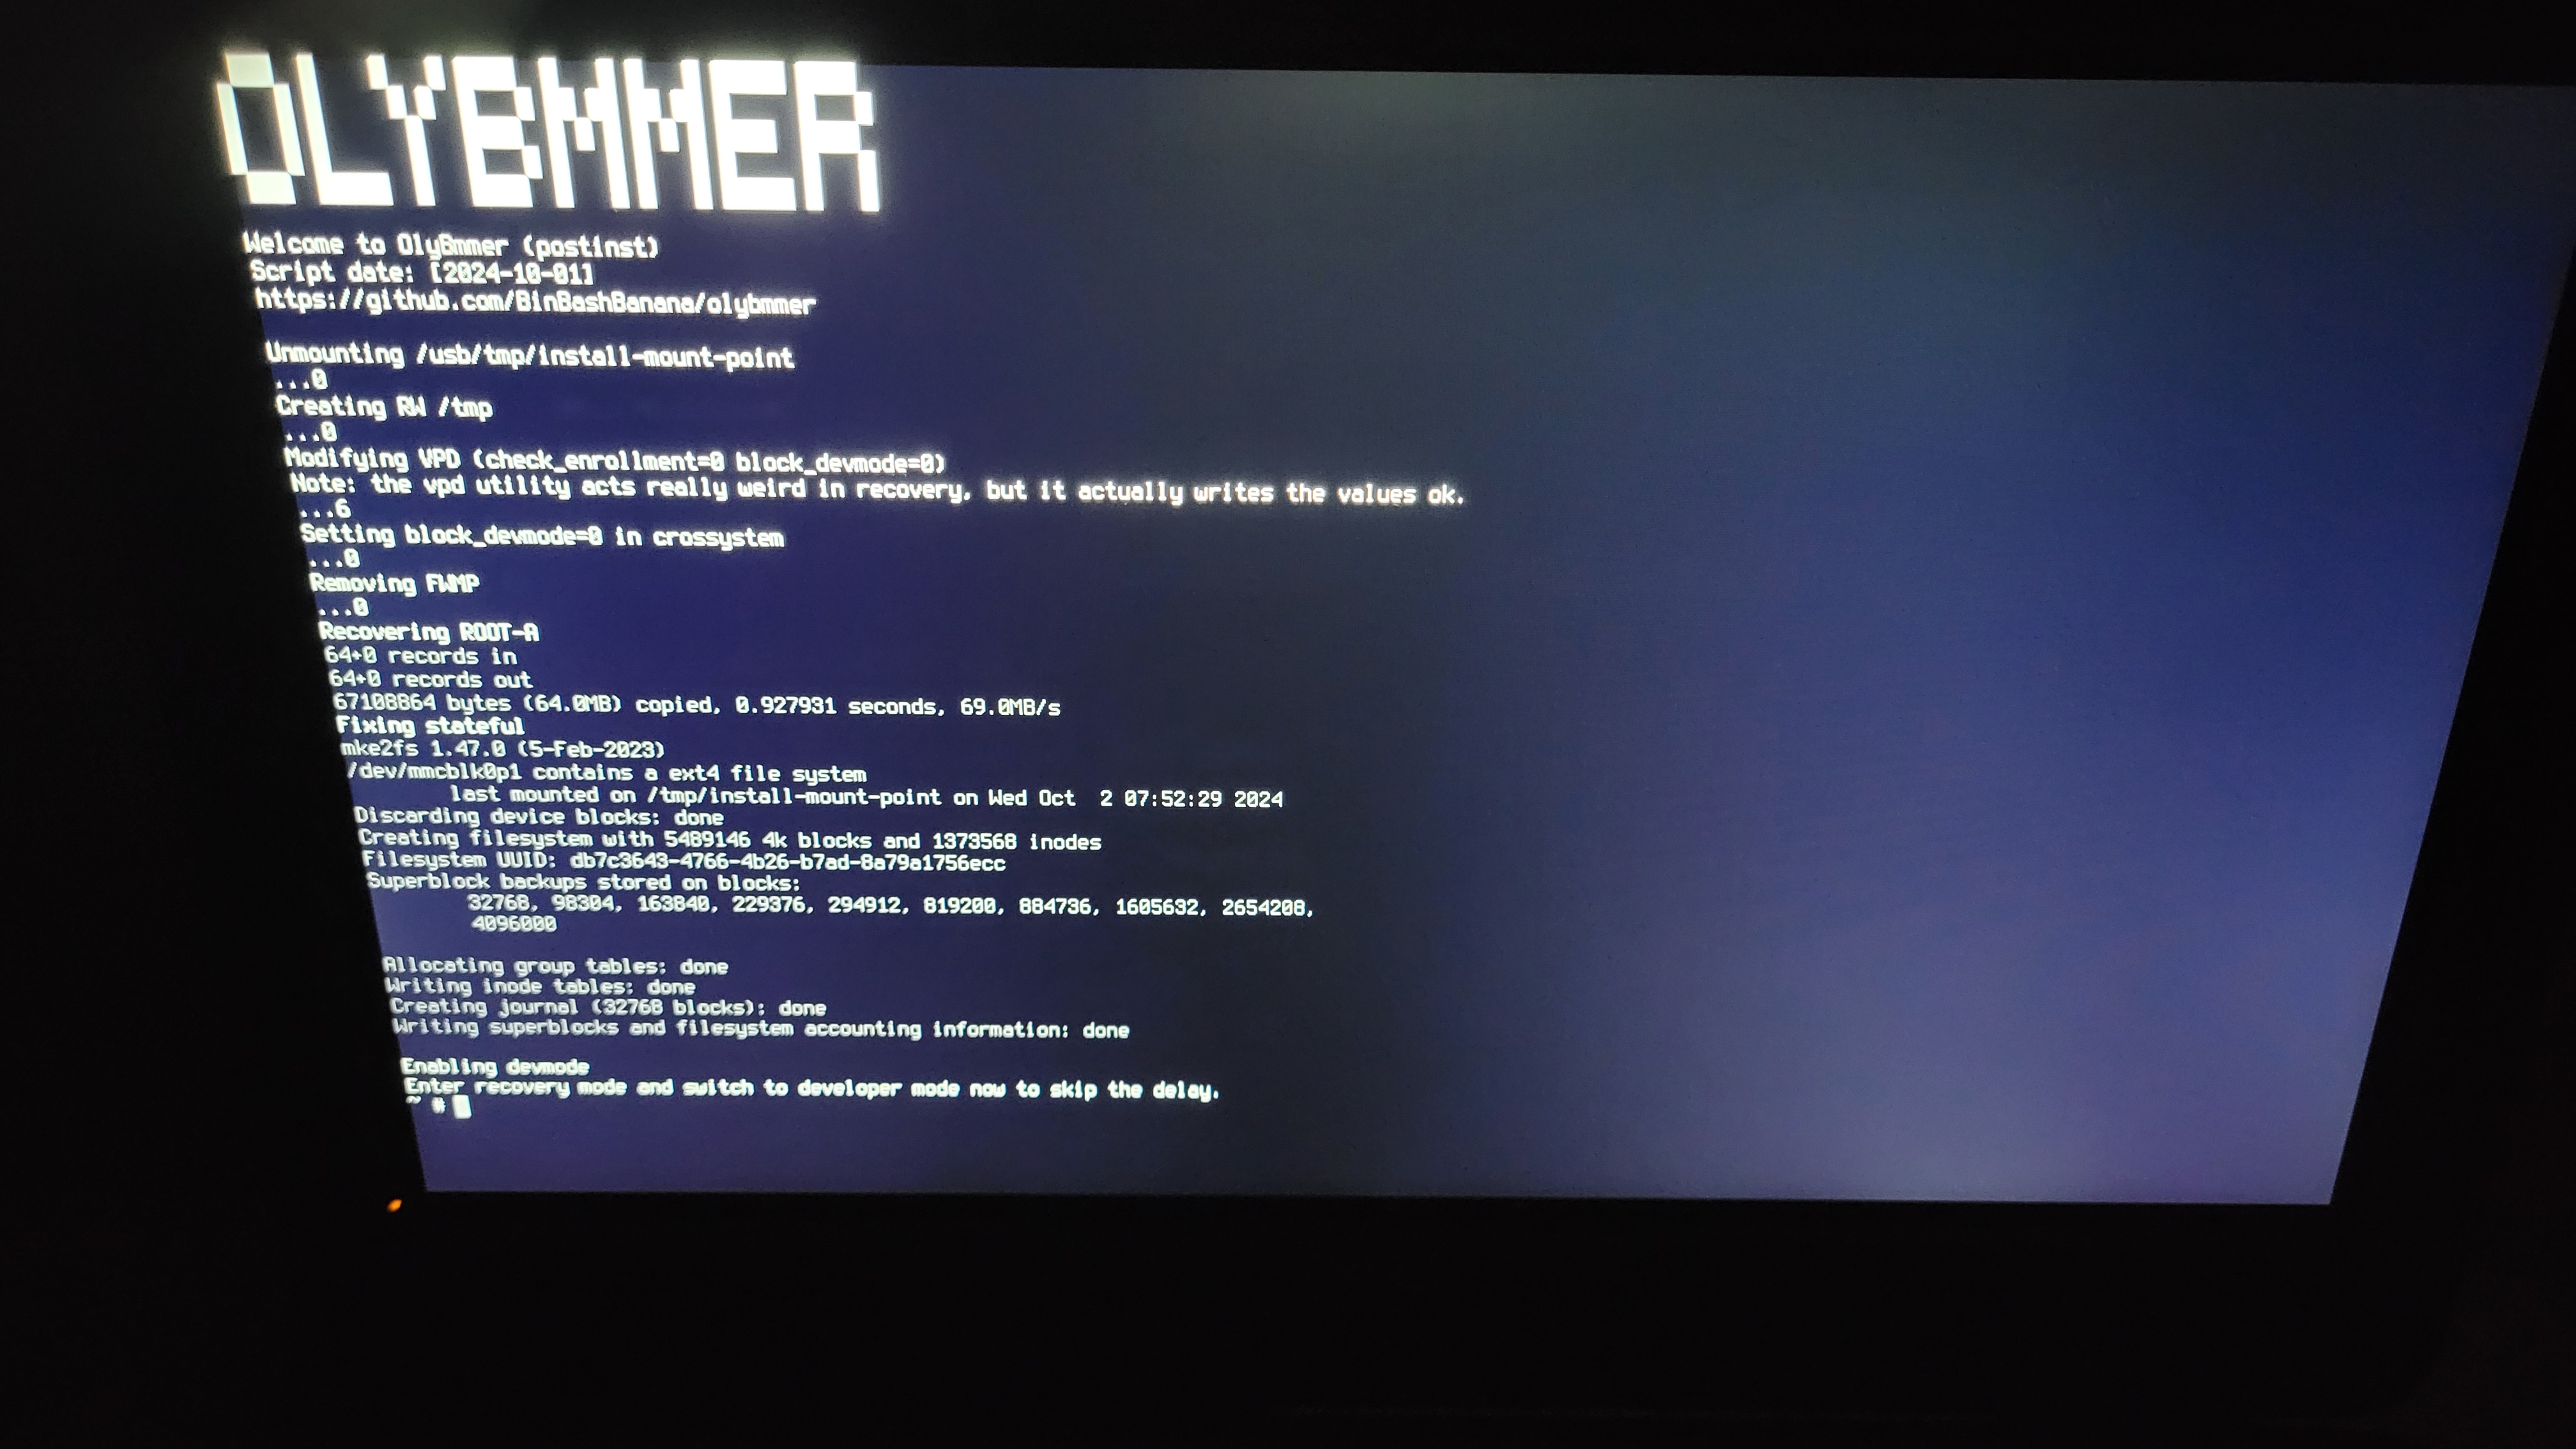 OLYBMMER
Welcome to OlyBmmer (postinst)
Script date: [2024-10-01]
https://github.com/BinBashBanana/olybmmer
Unmounting /usb/tmp/install-mount-point
...0
Creating RW /tmp
...0
Modifying VPD (check_enrollment=0 block_devmode=0)
Note: the vpd utility acts really weird in recovery, but it actually writes the values ok.
...6
Setting block_devmode=0 in crossystem
...0
Removing FWMP
...0
Recovering ROOT-A
64+0 records in
64+0 records out
67108864 bytes (64.0MB) copied, 0.927931 seconds, 69.0MB/s
Fixing stateful
mke2fs 1.47.0 (5-Feb-2023)
/dev/mmcblk0p1 contains a ext4 file system
last mounted on /tmp/install-mount-point on Wed Oct  2 07:52:29 2024
Discarding device blocks: done
Creating filesystem with 5489146 4k blocks and 1373568 inodes
Filesystem UUID: db7c3643-4766-4b26-b7ad-8a79a1756ecc
Superblock backups stored on blocks:
32768, 98304, 163840, 229376, 294912, 819200, 884736, 1605632, 2654208,
4096000
Allocating group tables: done
Writing inode tables: done
Creating journal (32768 blocks): done
Writing superblocks and filesystem accounting information: done
Enabling devmode
Enter recovery mode and switch to developer mode now to skip the delay.
~ #